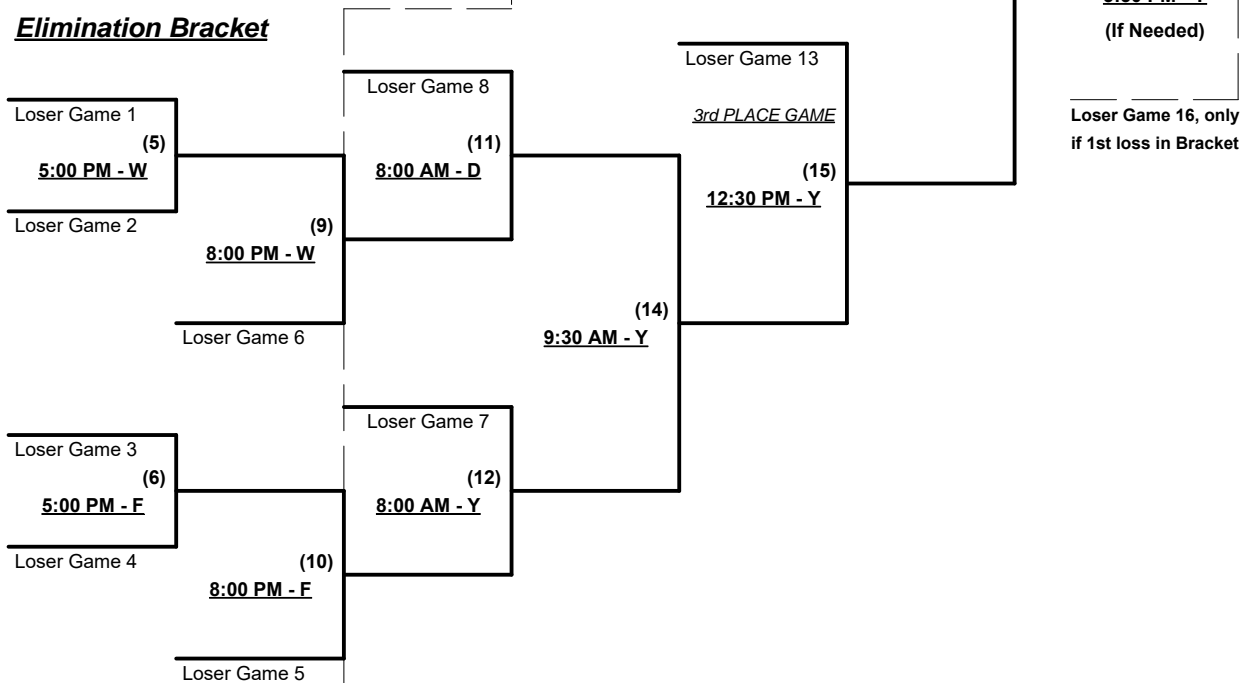 Elimination Bracket
(If Needed)
Loser Game 13
Loser Game 8
Loser Game 1
3rd PLACE GAME
Loser Game 16, only
if 1st loss in Bracket
(5)
5:00 PM - W
(11)
8:00 AM - D
(15)
12:30 PM - Y
Loser Game 2
(9)
8:00 PM - W
(14)
9:30 AM - Y
Loser Game 6
Loser Game 7
Loser Game 3
(6)
5:00 PM - F
(12)
8:00 AM - Y
Loser Game 4
(10)
8:00 PM - F
Loser Game 5